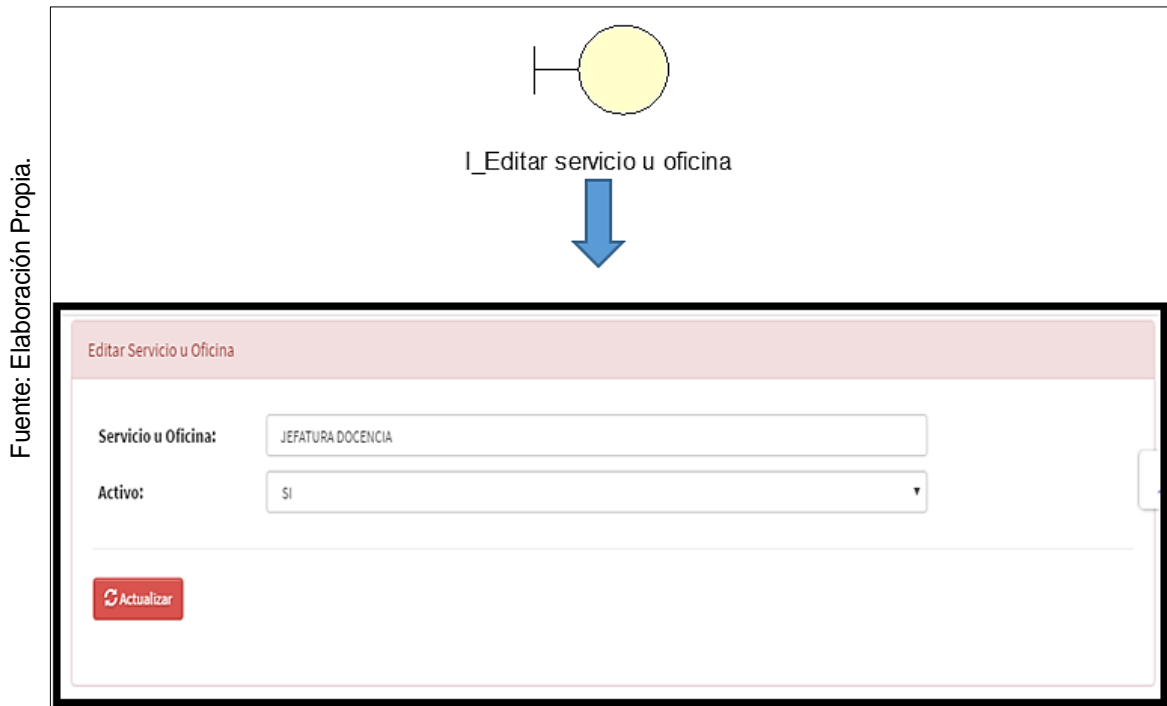 Fuente: Elaboración Propia.
I_Editar servicio u oficina
Editar Servicio u Oficina
Servicio u Oficina: JEFATURA DOCENCIA
Activo: SI
Actualizar